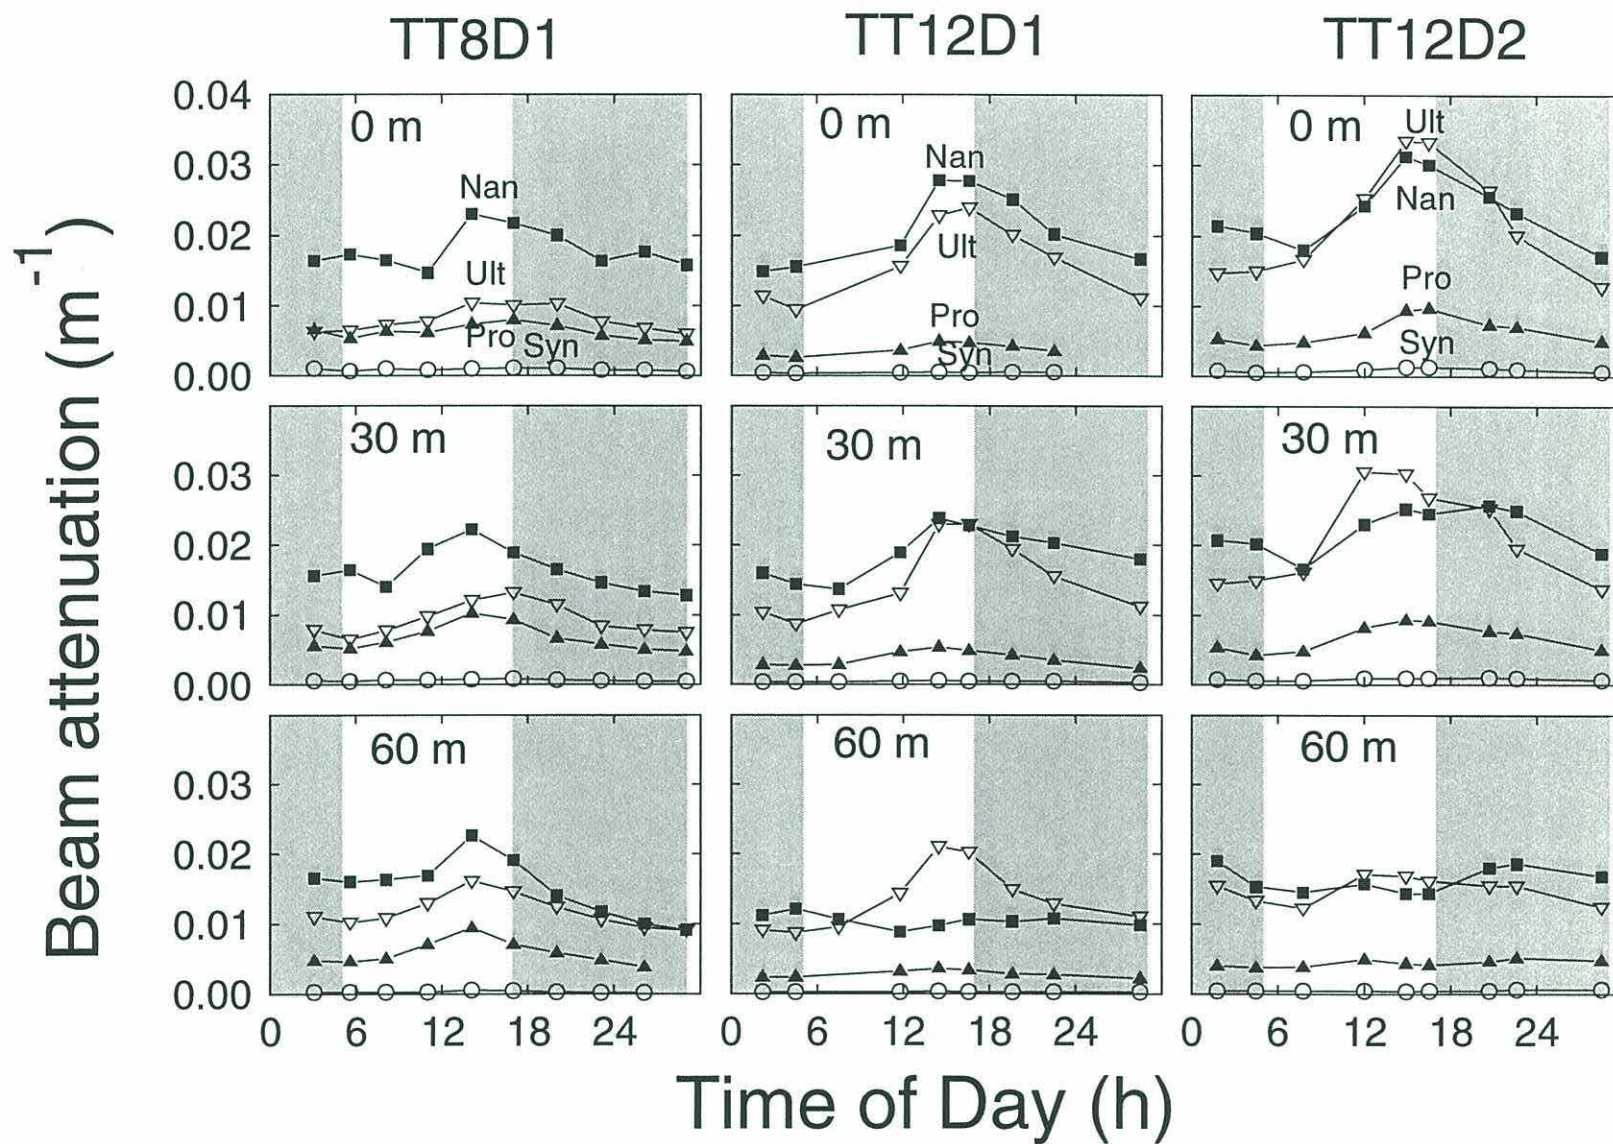 TT8D1
TT12D1
TT12D2
Beam attenuation (m⁻¹)
0.04
0.03
0.02
0.01
0.00
0 m
Nan
Ult
Pro
Syn
0 m
Nan
Ult
Pro
Syn
0 m
Ult
Nan
Pro
Syn
0.03
0.02
0.01
0.00
30 m
30 m
30 m
0.03
0.02
0.01
0.00
60 m
60 m
60 m
0 6 12 18 24
0 6 12 18 24
0 6 12 18 24
Time of Day (h)